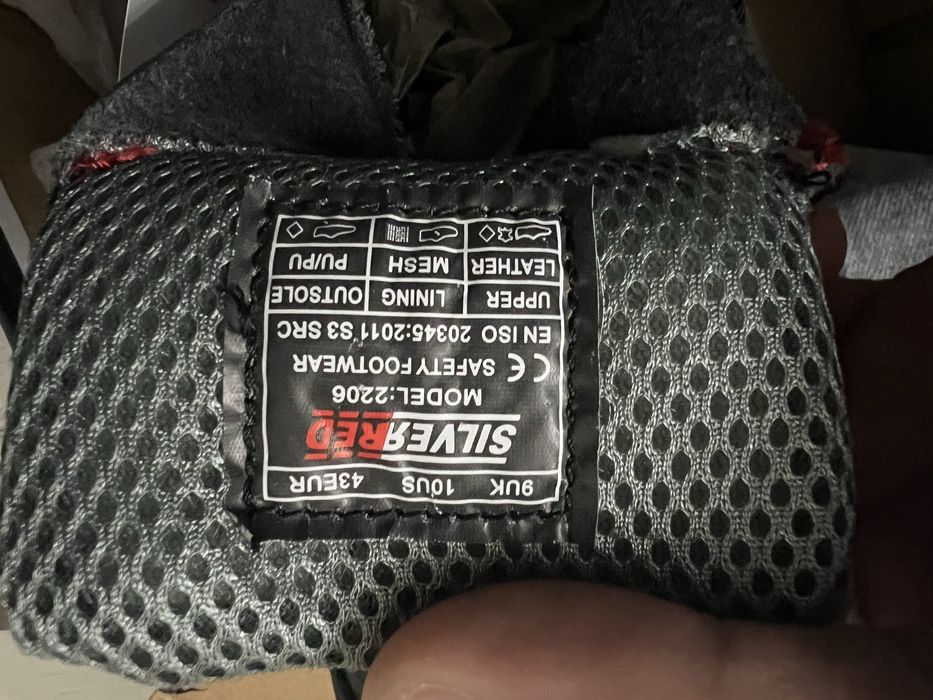 9UK 10US 43EUR
SILVERRED
MODEL:2206
CE SAFETY FOOTWEAR
EN ISO 20345:2011 S3 SRC
UPPER LINING OUTSOLE
LEATHER MESH PU/PU